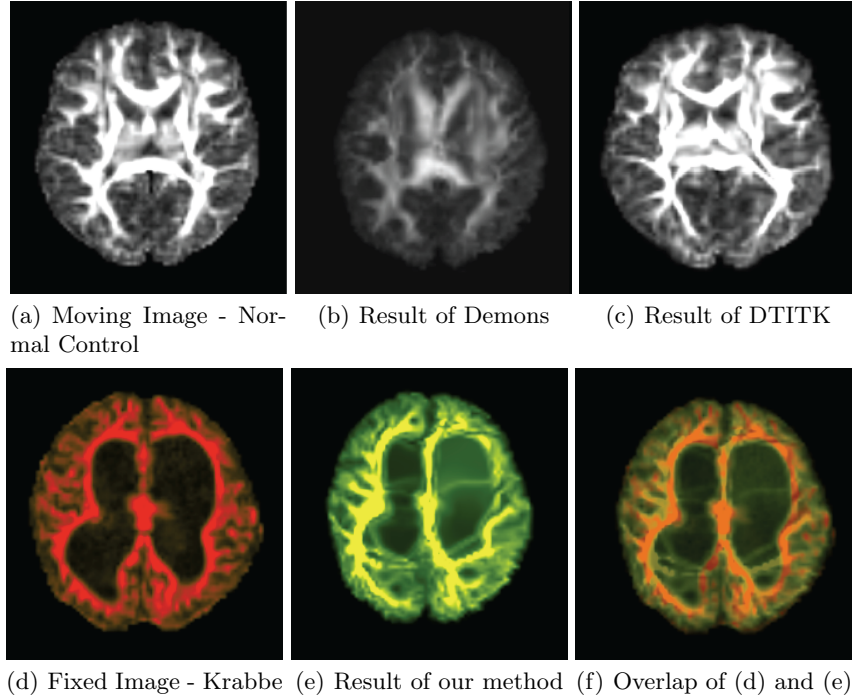 (a) Moving Image - Nor-
mal Control
(b) Result of Demons
(c) Result of DTITK
(d) Fixed Image - Krabbe
(e) Result of our method
(f) Overlap of (d) and (e)